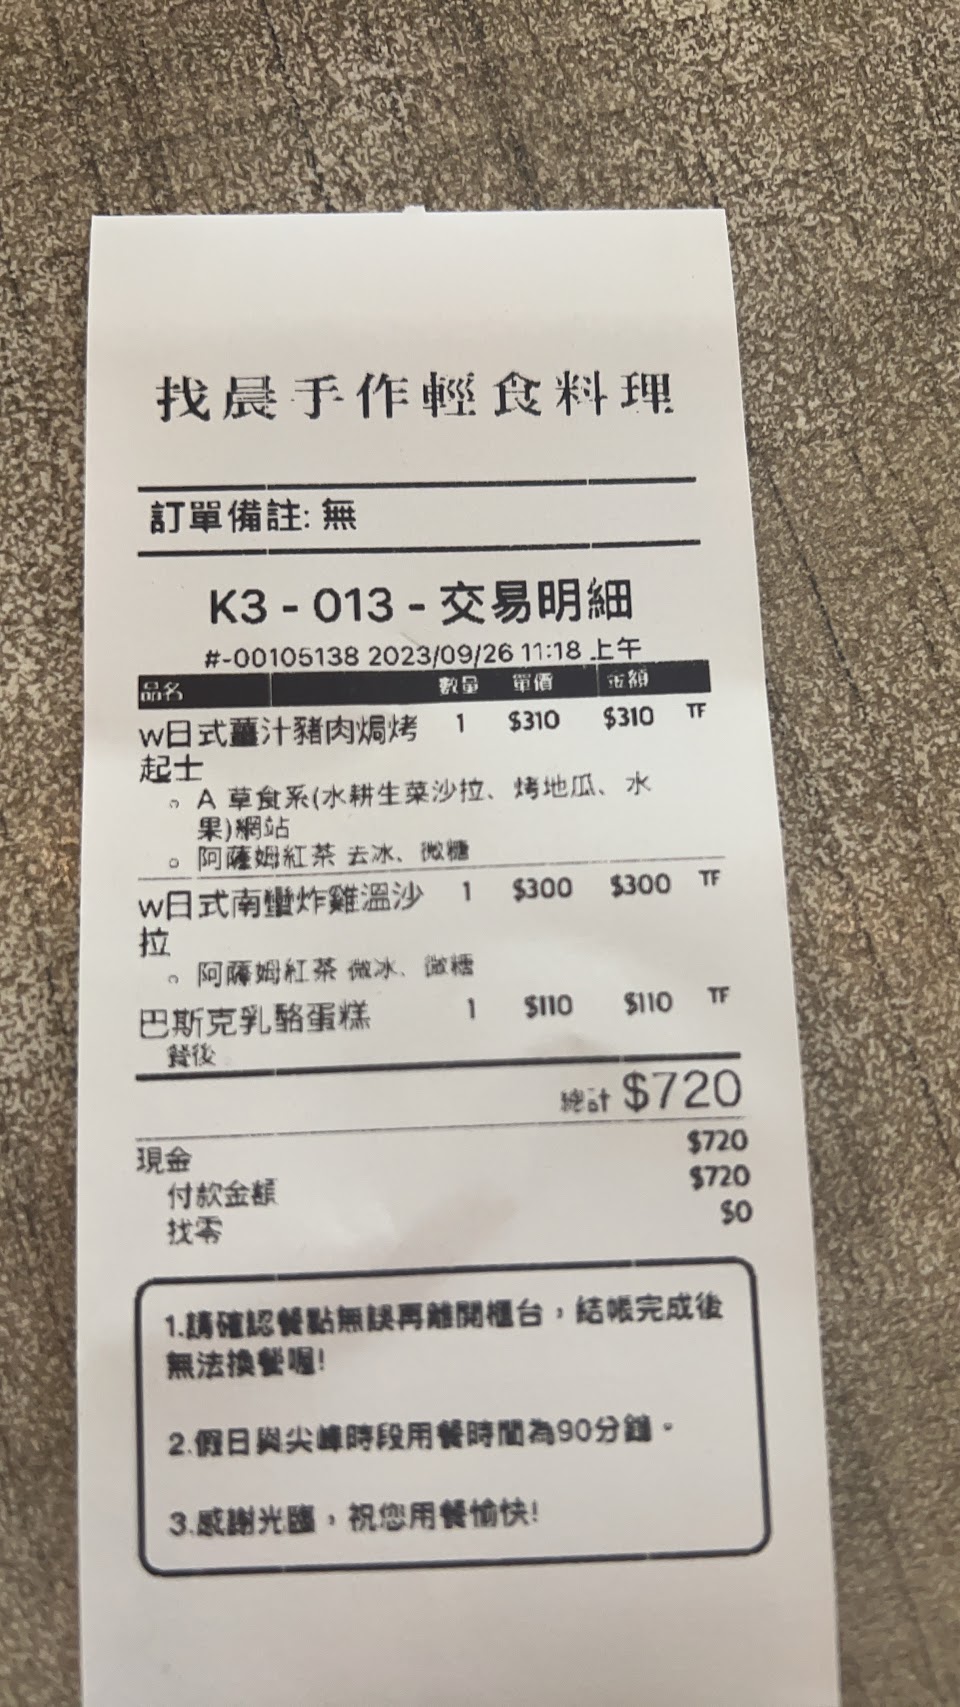 找晨手作輕食料理
訂單備註: 無
K3 - 013 - 交易明細
#-00105138 2023/09/26 11:18 上午
品名 數量 單價 金額
w日式薑汁豬肉焗烤 1 $310 $310 TF
起士
。 A 草食系(水耕生菜沙拉、烤地瓜、水
果)網站
。 阿薩姆紅茶 去冰、微糖
w日式南蠻炸雞溫沙 1 $300 $300 TF
拉
。 阿薩姆紅茶 微冰、微糖
巴斯克乳酪蛋糕 1 $110 $110 TF
餐後
總計 $720
現金 $720
付款金額 $720
找零 $0
1.請確認餐點無誤再離開櫃台，結帳完成後
無法換餐喔!
2.假日與尖峰時段用餐時間為90分鐘。
3.感謝光臨，祝您用餐愉快!